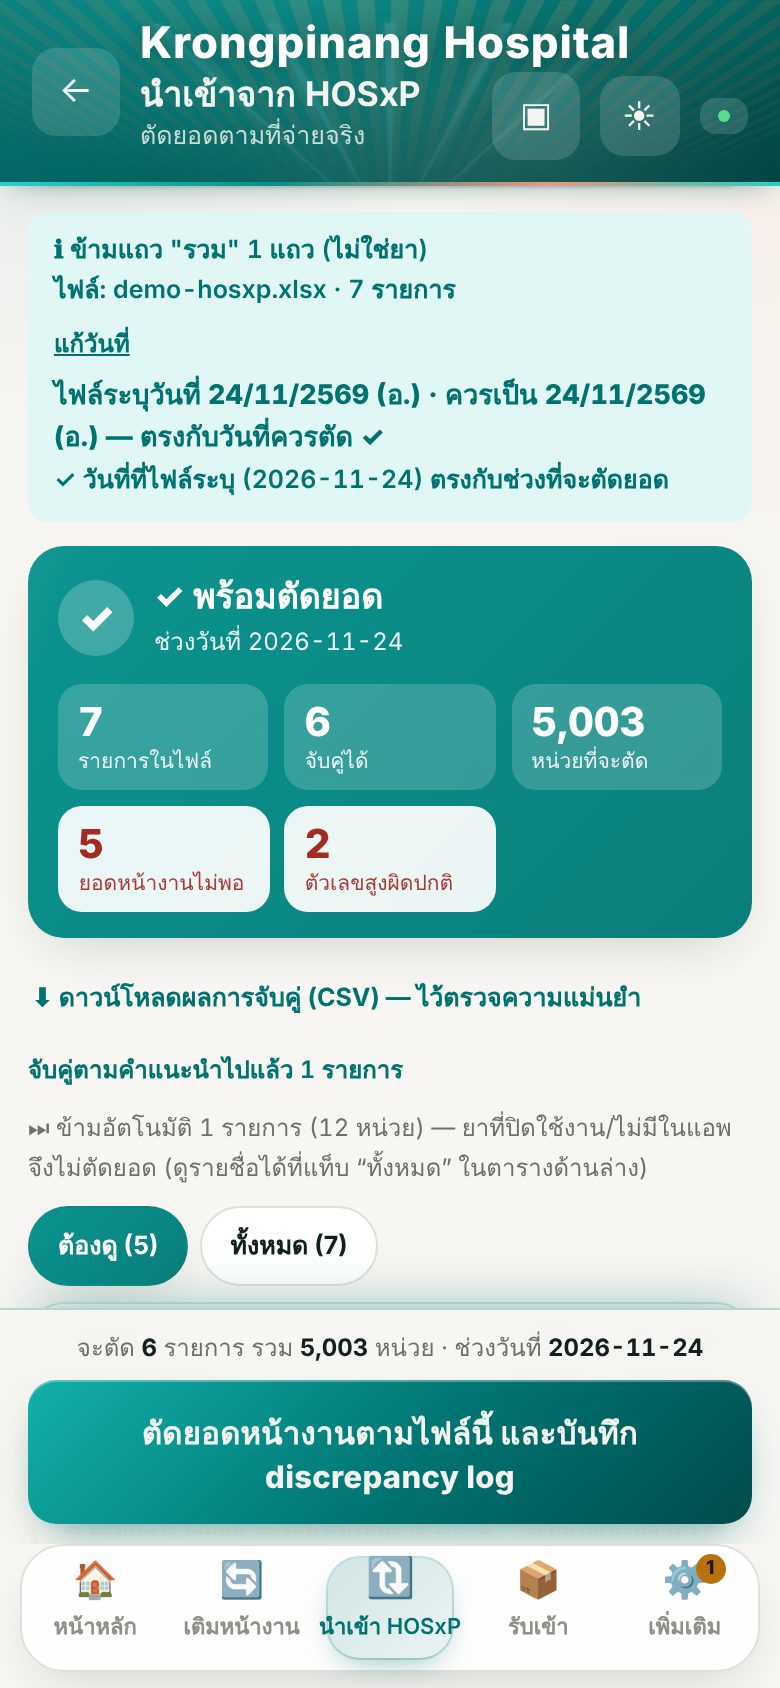 Krongpinang Hospital
นำเข้าจาก HOSxP
ตัดยอดตามที่จ่ายจริง
ℹ ข้ามแถว "รวม" 1 แถว (ไม่ใช่ยา)
ไฟล์: demo-hosxp.xlsx · 7 รายการ
แก้วันที่
ไฟล์ระบุวันที่ 24/11/2569 (อ.) · ควรเป็น 24/11/2569
(อ.) — ตรงกับวันที่ควรตัด ✓
✓ วันที่ที่ไฟล์ระบุ (2026-11-24) ตรงกับช่วงที่จะตัดยอด
✓ พร้อมตัดยอด
ช่วงวันที่ 2026-11-24
7
รายการในไฟล์
6
จับคู่ได้
5,003
หน่วยที่จะตัด
5
ยอดหน้างานไม่พอ
2
ตัวเลขสูงผิดปกติ
⬇ ดาวน์โหลดผลการจับคู่ (CSV) — ไว้ตรวจความแม่นยำ
จับคู่ตามคำแนะนำไปแล้ว 1 รายการ
⏭ ข้ามอัตโนมัติ 1 รายการ (12 หน่วย) — ยาที่ปิดใช้งาน/ไม่มีในแอพ
จึงไม่ตัดยอด (ดูรายชื่อได้ที่แท็บ “ทั้งหมด” ในตารางด้านล่าง)
ต้องดู (5)
ทั้งหมด (7)
จะตัด 6 รายการ รวม 5,003 หน่วย · ช่วงวันที่ 2026-11-24
ตัดยอดหน้างานตามไฟล์นี้ และบันทึก
discrepancy log
1
หน้าหลัก
เติมหน้างาน
นำเข้า HOSxP
รับเข้า
เพิ่มเติม